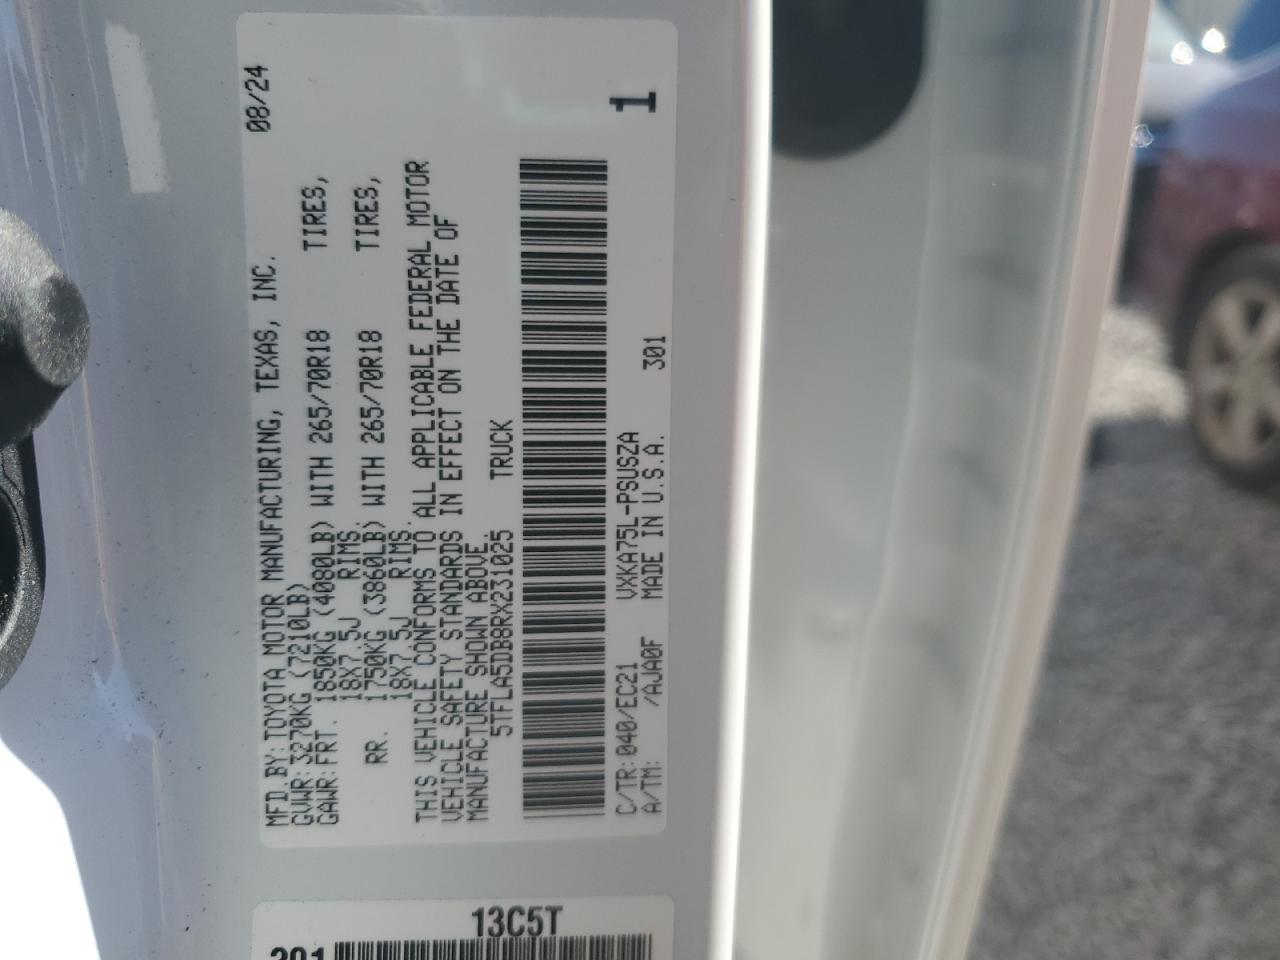 08/24
MFD.BY:TOYOTA MOTOR MANUFACTURING, TEXAS, INC.
GVWR:3270KG (7210LB)
GAWR:FRT. 1850KG (4080LB) WITH 265/70R18 TIRES,
18X7.5J RIMS.
RR. 1750KG (3860LB) WITH 265/70R18 TIRES,
18X7.5J RIMS.
THIS VEHICLE CONFORMS TO ALL APPLICABLE FEDERAL MOTOR
VEHICLE SAFETY STANDARDS IN EFFECT ON THE DATE OF
MANUFACTURE SHOWN ABOVE.
5TFLA5DB8RX231025 TRUCK
1
C/TR:040/EC21 VXKA75L-PSUSZA
A/TM: /AJA0F MADE IN U.S.A. 301
13C5T
301